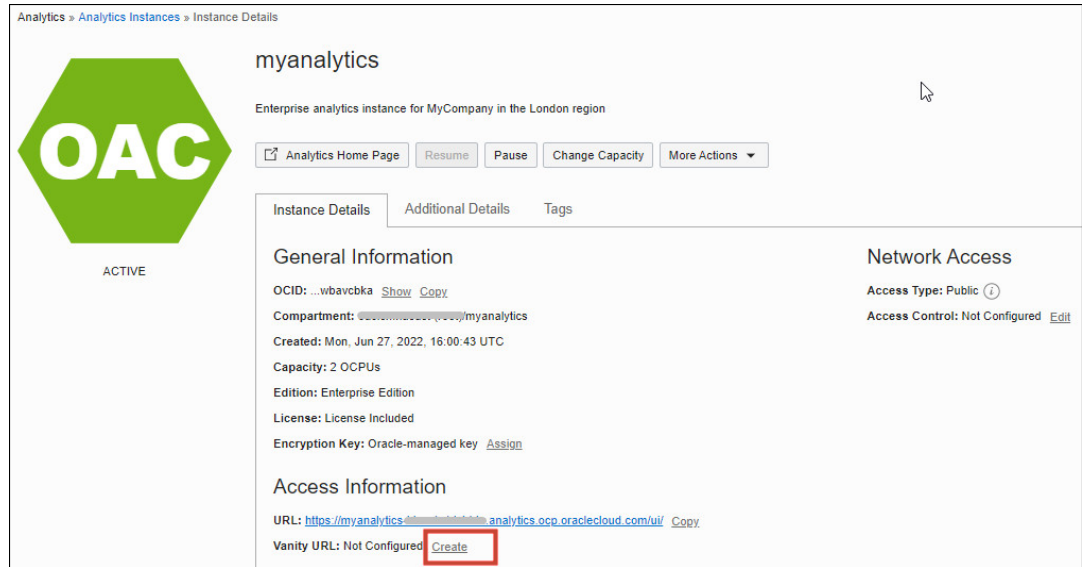 Analytics » Analytics Instances » Instance Details
myanalytics
Enterprise analytics instance for MyCompany in the London region
OAC
Analytics Home Page Resume Pause Change Capacity More Actions
ACTIVE
Instance Details Additional Details Tags
General Information
OCID: ...wbavcbka Show Copy
Compartment: /myanalytics
Created: Mon, Jun 27, 2022, 16:00:43 UTC
Capacity: 2 OCPUs
Edition: Enterprise Edition
License: License Included
Encryption Key: Oracle-managed key Assign
Network Access
Access Type: Public i
Access Control: Not Configured Edit
Access Information
URL: https://myanalytics .analytics.ocp.oraclecloud.com/ui/ Copy
Vanity URL: Not Configured Create